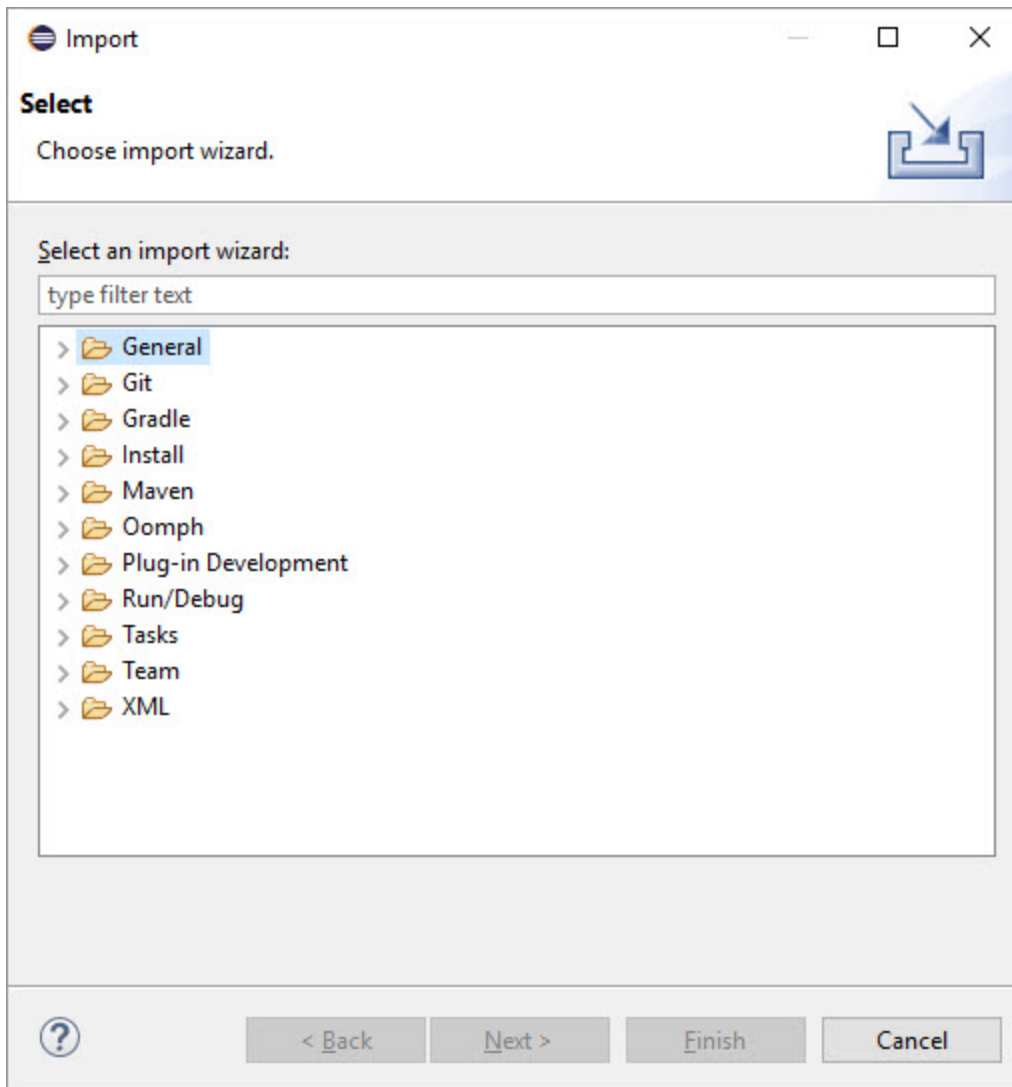 Import
Select
Choose import wizard.
Select an import wizard:
type filter text
General
Git
Gradle
Install
Maven
Oomph
Plug-in Development
Run/Debug
Tasks
Team
XML
?
< Back
Next >
Finish
Cancel